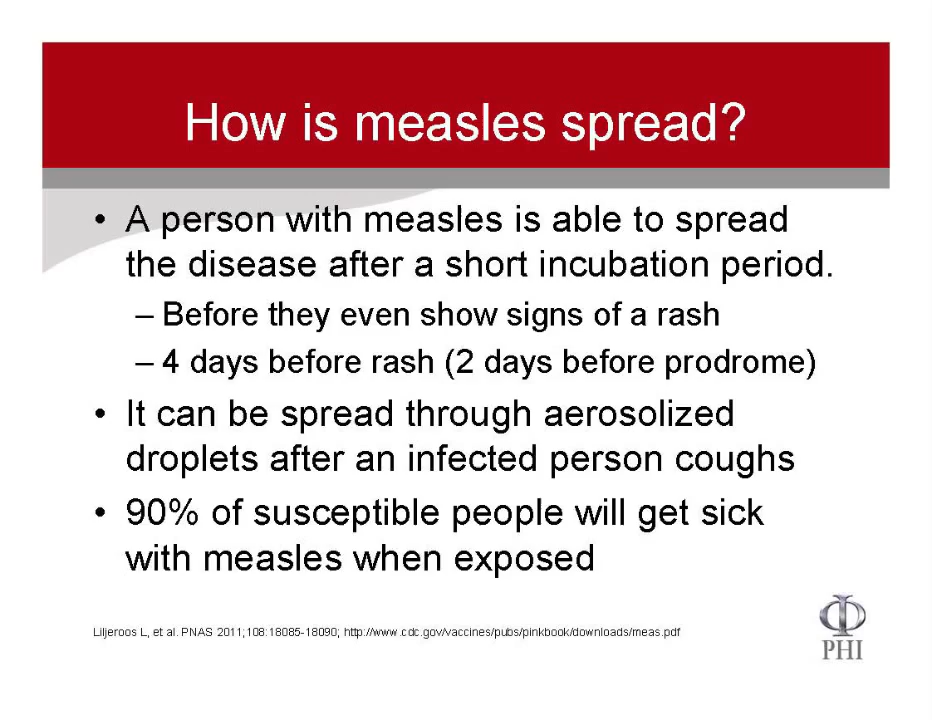 How is measles spread?
• A person with measles is able to spread
the disease after a short incubation period.
– Before they even show signs of a rash
– 4 days before rash (2 days before prodrome)
• It can be spread through aerosolized
droplets after an infected person coughs
• 90% of susceptible people will get sick
with measles when exposed
Liljeroos L, et al. PNAS 2011;108:18085-18090; http://www.cdc.gov/vaccines/pubs/pinkbook/downloads/meas.pdf
PHI